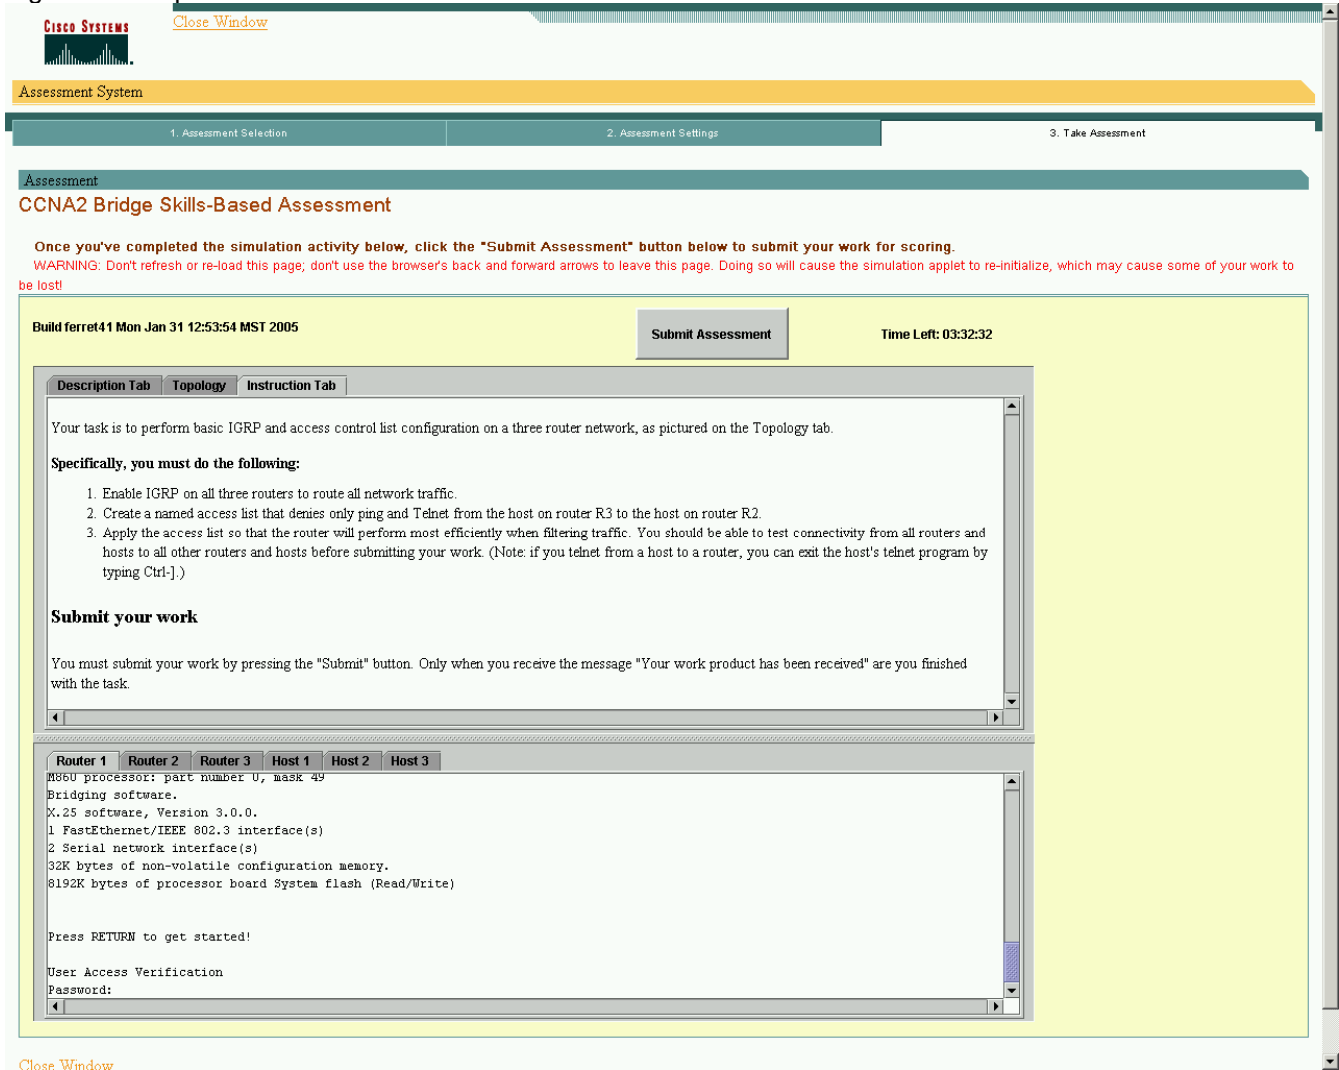 CISCO SYSTEMS
Close Window
Assessment System
1. Assessment Selection
2. Assessment Settings
3. Take Assessment
Assessment
CCNA2 Bridge Skills-Based Assessment
Once you've completed the simulation activity below, click the "Submit Assessment" button below to submit your work for scoring.
WARNING: Don't refresh or re-load this page; don't use the browser's back and forward arrows to leave this page. Doing so will cause the simulation applet to re-initialize, which may cause some of your work to
be lost!
Build ferret41 Mon Jan 31 12:53:54 MST 2005
Submit Assessment
Time Left: 03:32:32
Description Tab
Topology
Instruction Tab
Your task is to perform basic IGRP and access control list configuration on a three router network, as pictured on the Topology tab.
Specifically, you must do the following:
1. Enable IGRP on all three routers to route all network traffic.
2. Create a named access list that denies only ping and Telnet from the host on router R3 to the host on router R2.
3. Apply the access list so that the router will perform most efficiently when filtering traffic. You should be able to test connectivity from all routers and
hosts to all other routers and hosts before submitting your work. (Note: if you telnet from a host to a router, you can exit the host's telnet program by
typing Ctrl-].)
Submit your work
You must submit your work by pressing the "Submit" button. Only when you receive the message "Your work product has been received" are you finished
with the task.
Router 1
Router 2
Router 3
Host 1
Host 2
Host 3
M860 processor: part number 0, mask 49
Bridging software.
X.25 software, Version 3.0.0.
1 FastEthernet/IEEE 802.3 interface(s)
2 Serial network interface(s)
32K bytes of non-volatile configuration memory.
8192K bytes of processor board System flash (Read/Write)
Press RETURN to get started!
User Access Verification
Password:
Close Window